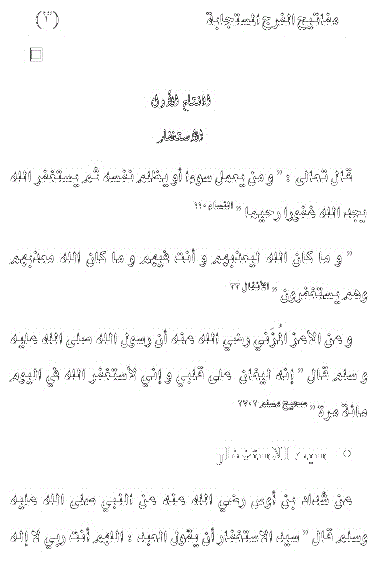 مفاتيح الفرج المستجابة (٣)
المفتاح الأول
الاستغفار
قال تعالى : " و من يعمل سوءا أو يظلم نفسه ثم يستغفر الله
يجد الله غفورا رحيما " النساء ١١٠
" و ما كان الله ليعذبهم و أنت فيهم و ما كان الله معذبهم
وهم يستغفرون " الأنفال ٣٣
و عن الأغر المُزَني رضي الله عنه أن رسول الله صلى الله عليه
و سلم قال " إنه ليغان على قلبي و إني لأستغفر الله في اليوم
مائة مرة " صحيح مسلم ٢٧٠٢
○ سيد الاستغفار
عن شداد بن أوس رضي الله عنه عن النبي صلى الله عليه
وسلم قال " سيد الاستغفار أن يقول العبد : اللهم أنت ربي لا إله